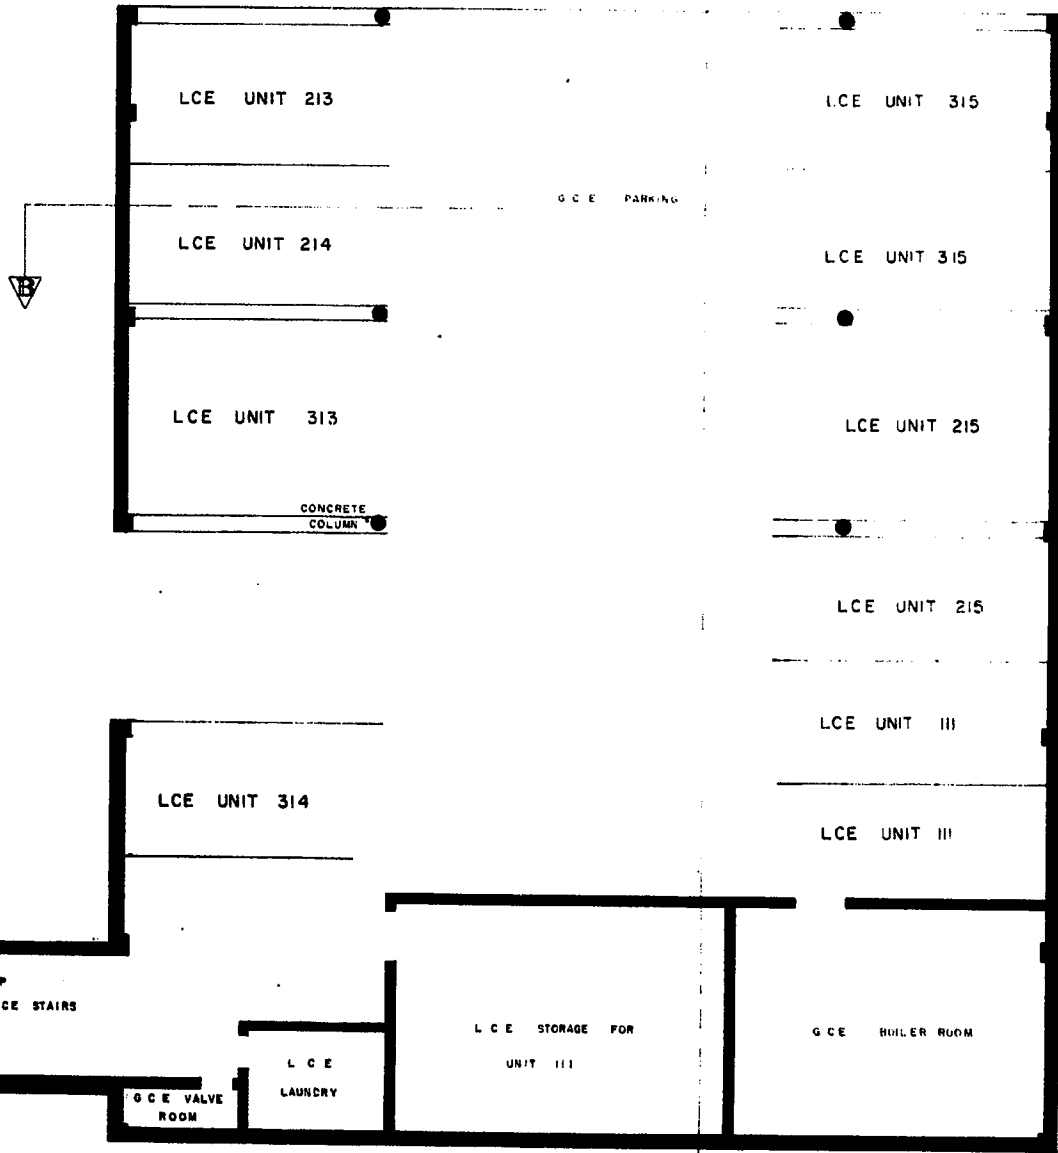 LCE UNIT 213
LCE UNIT 315
G C E PARKING
LCE UNIT 214
LCE UNIT 315
B
LCE UNIT 313
LCE UNIT 215
CONCRETE
COLUMN
LCE UNIT 215
LCE UNIT 111
LCE UNIT 314
LCE UNIT 111
P
CE STAIRS
L C E STORAGE FOR
UNIT 111
G C E BOILER ROOM
L C E
LAUNDRY
G C E VALVE
ROOM